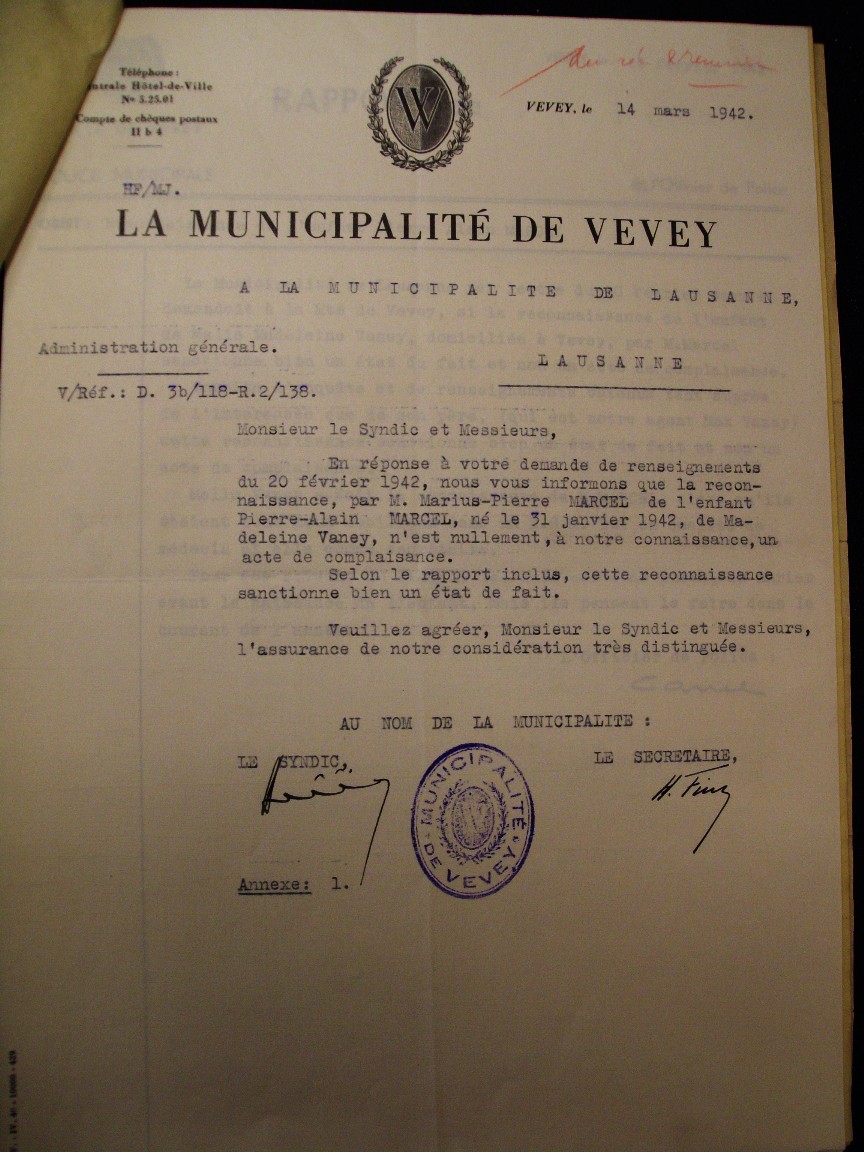 Téléphone :
Hôtel-de-Ville
No 5.25.01
Compte de chèques postaux
II b 4
W
VEVEY, le 14 mars 1942.
HF/MJ.
LA MUNICIPALITÉ DE VEVEY
A LA MUNICIPALITE DE LAUSANNE,
Administration générale.
LAUSANNE
V/Réf.: D. 3b/118-R.2/138.
Monsieur le Syndic et Messieurs,
En réponse à votre demande de renseignements
du 20 février 1942, nous vous informons que la recon-
naissance, par M. Marius-Pierre MARCEL de l'enfant
Pierre-Alain MARCEL, né le 31 janvier 1942, de Ma-
deleine Vaney, n'est nullement, à notre connaissance, un
acte de complaisance.
Selon le rapport inclus, cette reconnaissance
sanctionne bien un état de fait.
Veuillez agréer, Monsieur le Syndic et Messieurs,
l'assurance de notre considération très distinguée.
AU NOM DE LA MUNICIPALITE :
LE SYNDIC,
LE SECRETAIRE,
MUNICIPALITÉ
DE VEVEY
Annexe: 1.